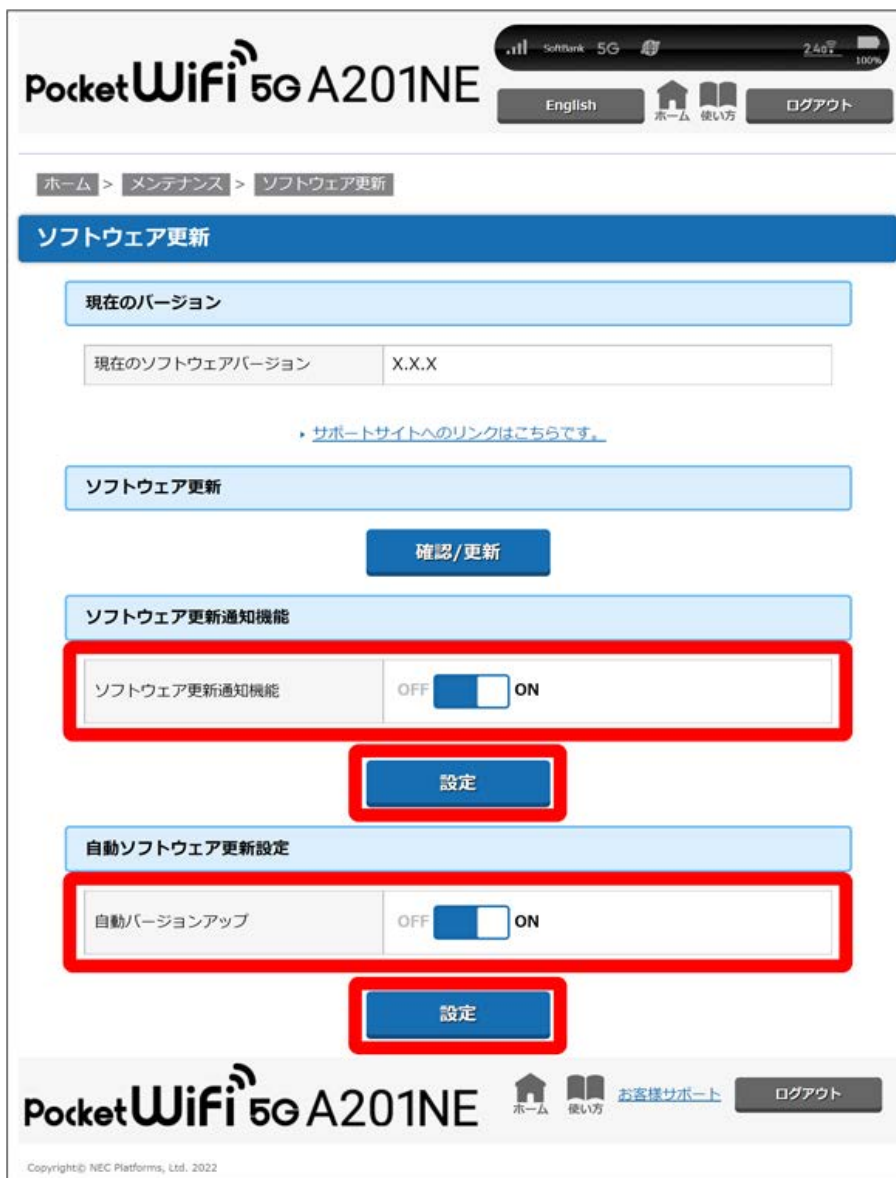 PocketWiFi 5G A201NE
SoftBank 5G 2.4G 100%
English ホーム 使い方 ログアウト
ホーム > メンテナンス > ソフトウェア更新
ソフトウェア更新
現在のバージョン
現在のソフトウェアバージョン X.X.X
サポートサイトへのリンクはこちらです。
ソフトウェア更新
確認/更新
ソフトウェア更新通知機能
ソフトウェア更新通知機能 OFF ON
設定
自動ソフトウェア更新設定
自動バージョンアップ OFF ON
設定
PocketWiFi 5G A201NE ホーム 使い方 お客様サポート ログアウト
Copyright© NEC Platforms, Ltd. 2022